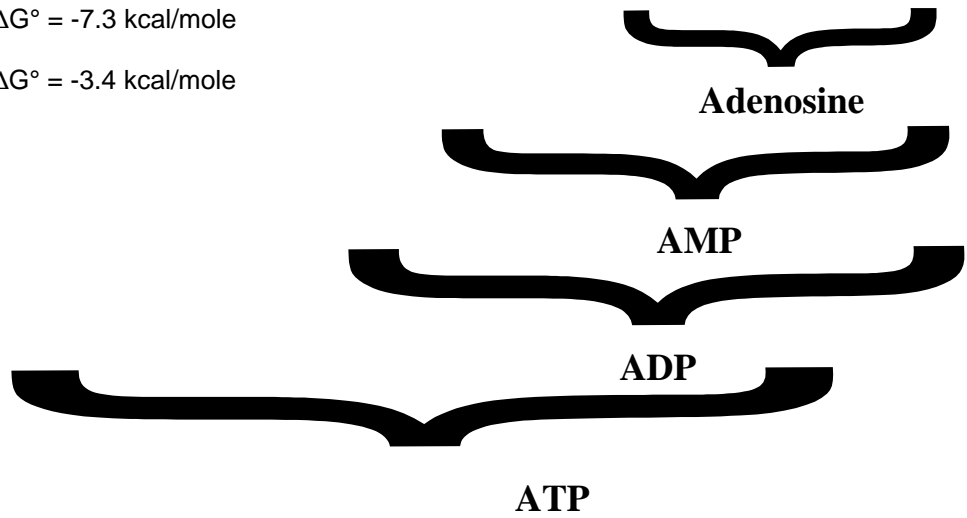 ΔG° = -7.3 kcal/mole
ΔG° = -3.4 kcal/mole
Adenosine
AMP
ADP
ATP